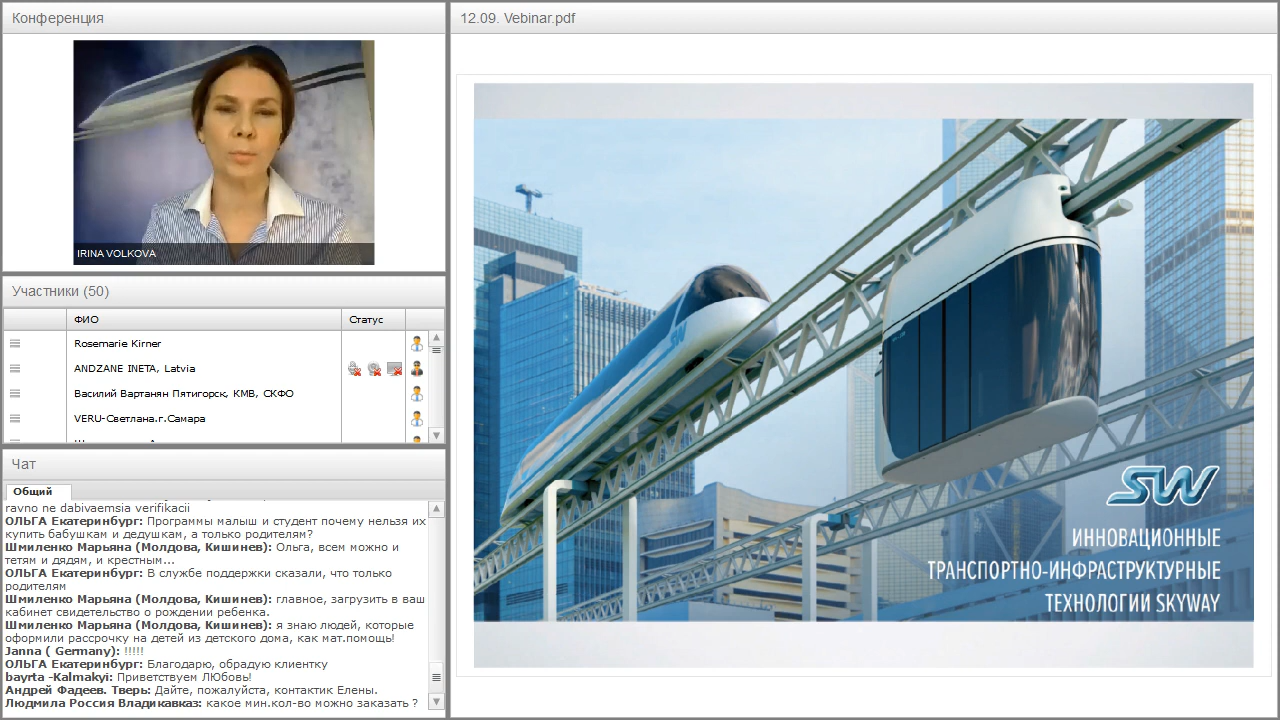 Конференция
IRINA VOLKOVA
Участники (50)
ФИО
Статус
Rosemarie Kirner
ANDZANE INETA, Latvia
Василий Вартанян Пятигорск, КМВ, СКФО
VERU-Светлана.г.Самара
Чат
Общий
ravno ne dabivaemsia verifikacii
ОЛЬГА Екатеринбург: Программы малыш и студент почему нельзя их
купить бабушкам и дедушкам, а только родителям?
Шмиленко Марьяна (Молдова, Кишинев): Ольга, всем можно и
тетям и дядям, и крестным...
ОЛЬГА Екатеринбург: В службе поддержки сказали, что только
родителям
Шмиленко Марьяна (Молдова, Кишинев): главное, загрузить в ваш
кабинет свидетельство о рождении ребенка.
Шмиленко Марьяна (Молдова, Кишинев): я знаю людей, которые
оформили рассрочку на детей из детского дома, как мат.помощь!
Janna ( Germany): !!!!!
ОЛЬГА Екатеринбург: Благодарю, обрадую клиентку
bayrta -Kalmakyi: Приветствуем ЛЮбовь!
Андрей Фадеев. Тверь: Дайте, пожалуйста, контактик Елены.
Людмила Россия Владикавказ: какое мин.кол-во можно заказать ?
12.09. Vebinar.pdf
SW
SW
ИННОВАЦИОННЫЕ
ТРАНСПОРТНО-ИНФРАСТРУКТУРНЫЕ
ТЕХНОЛОГИИ SKYWAY